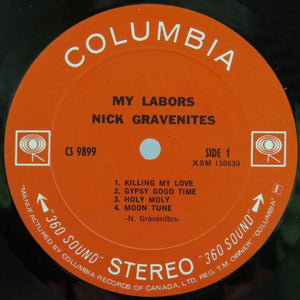 COLUMBIA
MY LABORS
NICK GRAVENITES
CS 9899
SIDE 1
XSM 150630
1. KILLING MY LOVE
2. GYPSY GOOD TIME
3. HOLY MOLY
4. MOON TUNE
-N. Gravenites-
"360 SOUND" STEREO "360 SOUND"
MANUFACTURED BY COLUMBIA RECORDS OF CANADA, LTD. REG. T.M. OWNER "COLUMBIA"